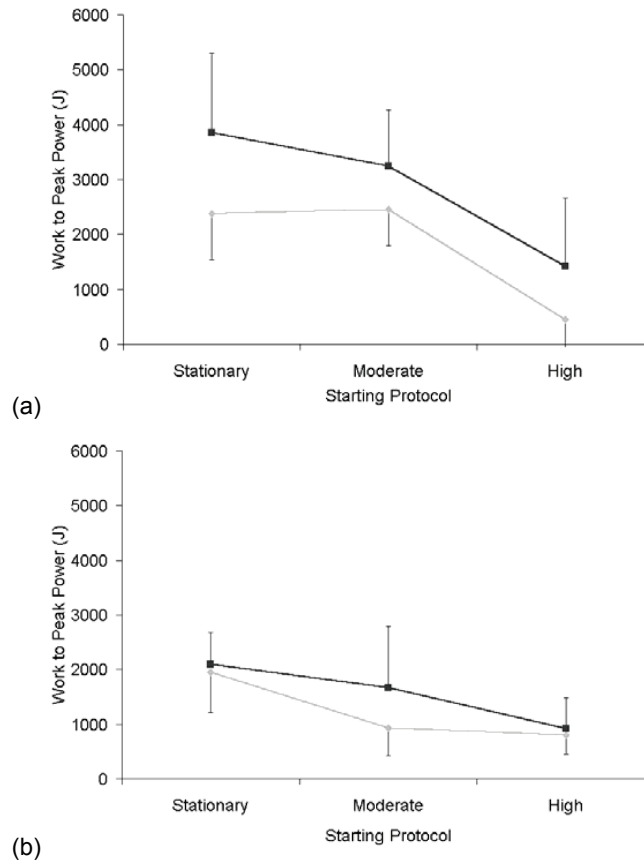 6000
5000
4000
3000
2000
1000
0
Work to Peak Power (J)
Stationary Moderate High
Starting Protocol
(a)
6000
5000
4000
3000
2000
1000
0
Work to Peak Power (J)
Stationary Moderate High
Starting Protocol
(b)